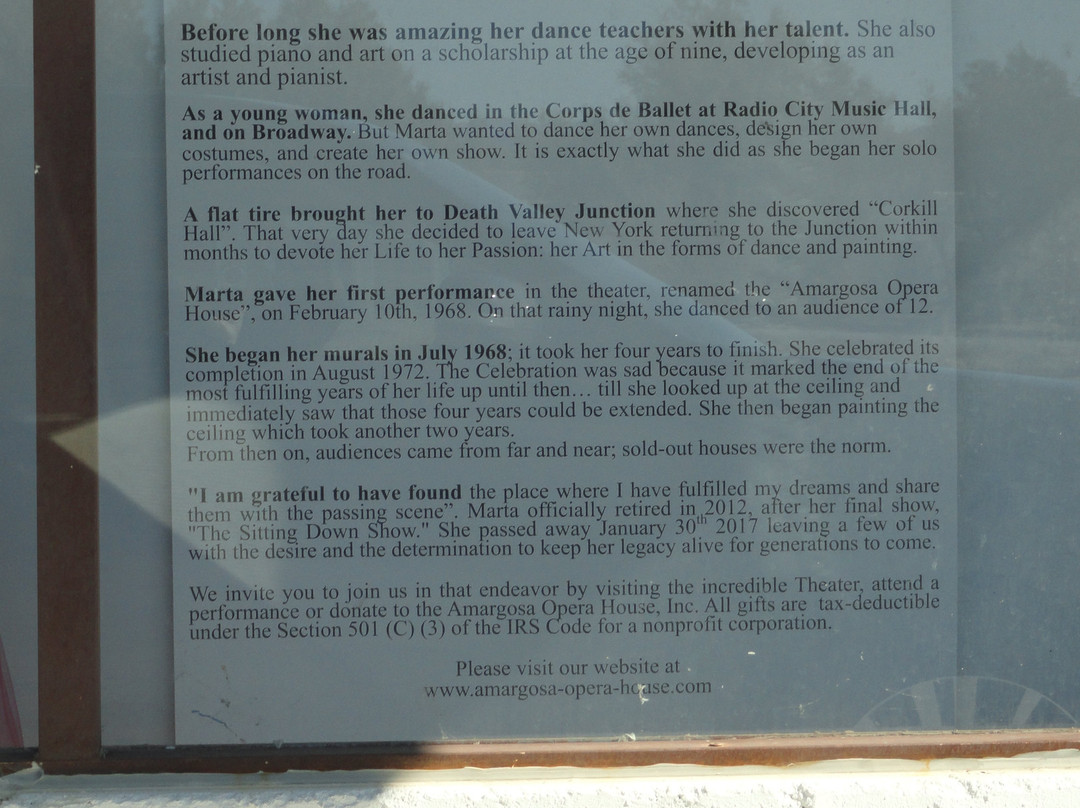 Before long she was amazing her dance teachers with her talent. She also
studied piano and art on a scholarship at the age of nine, developing as an
artist and pianist.
As a young woman, she danced in the Corps de Ballet at Radio City Music Hall,
and on Broadway. But Marta wanted to dance her own dances, design her own
costumes, and create her own show. It is exactly what she did as she began her solo
performances on the road.
A flat tire brought her to Death Valley Junction where she discovered “Corkill
Hall”. That very day she decided to leave New York returning to the Junction within
months to devote her Life to her Passion: her Art in the forms of dance and painting.
Marta gave her first performance in the theater, renamed the “Amargosa Opera
House”, on February 10th, 1968. On that rainy night, she danced to an audience of 12.
She began her murals in July 1968; it took her four years to finish. She celebrated its
completion in August 1972. The Celebration was sad because it marked the end of the
most fulfilling years of her life up until then… till she looked up at the ceiling and
immediately saw that those four years could be extended. She then began painting the
ceiling which took another two years.
From then on, audiences came from far and near; sold-out houses were the norm.
"I am grateful to have found the place where I have fulfilled my dreams and share
them with the passing scene”. Marta officially retired in 2012, after her final show,
"The Sitting Down Show." She passed away January 30th 2017 leaving a few of us
with the desire and the determination to keep her legacy alive for generations to come.
We invite you to join us in that endeavor by visiting the incredible Theater, attend a
performance or donate to the Amargosa Opera House, Inc. All gifts are tax-deductible
under the Section 501 (C) (3) of the IRS Code for a nonprofit corporation.
Please visit our website at
www.amargosa-opera-house.com